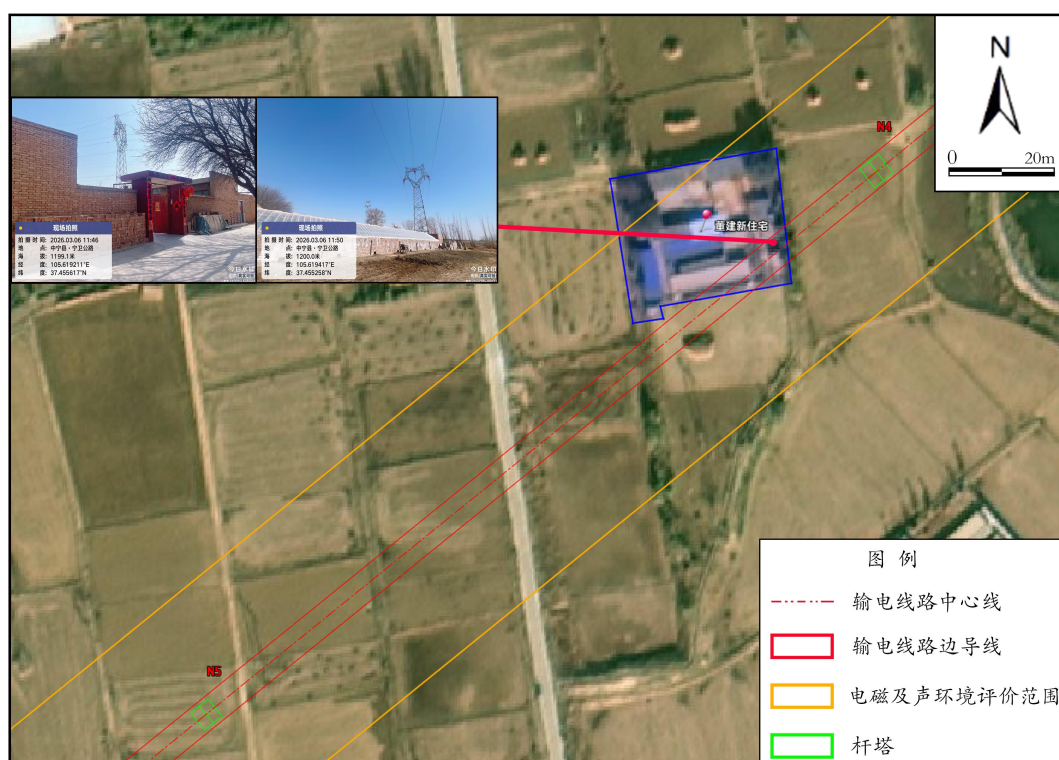 N
0 20m
N4
董建新住宅
现场拍照
拍摄时间: 2026.03.06 11:46
地 点: 中宁县·宁卫公路
海 拔: 1199.1米
经 度: 105.619211°E
纬 度: 37.455617°N
现场拍照
拍摄时间: 2026.03.06 11:50
地 点: 中宁县·宁卫公路
海 拔: 1200.0米
经 度: 105.619417°E
纬 度: 37.455258°N
今日水印
N5
图 例
输电线路中心线
输电线路边导线
电磁及声环境评价范围
杆塔